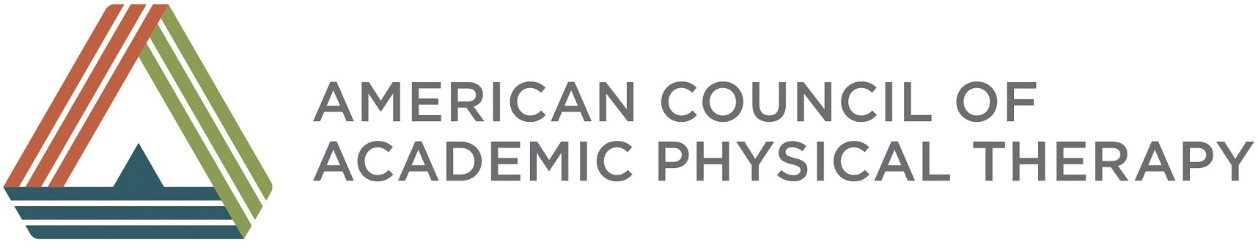 AMERICAN COUNCIL OF
ACADEMIC PHYSICAL THERAPY